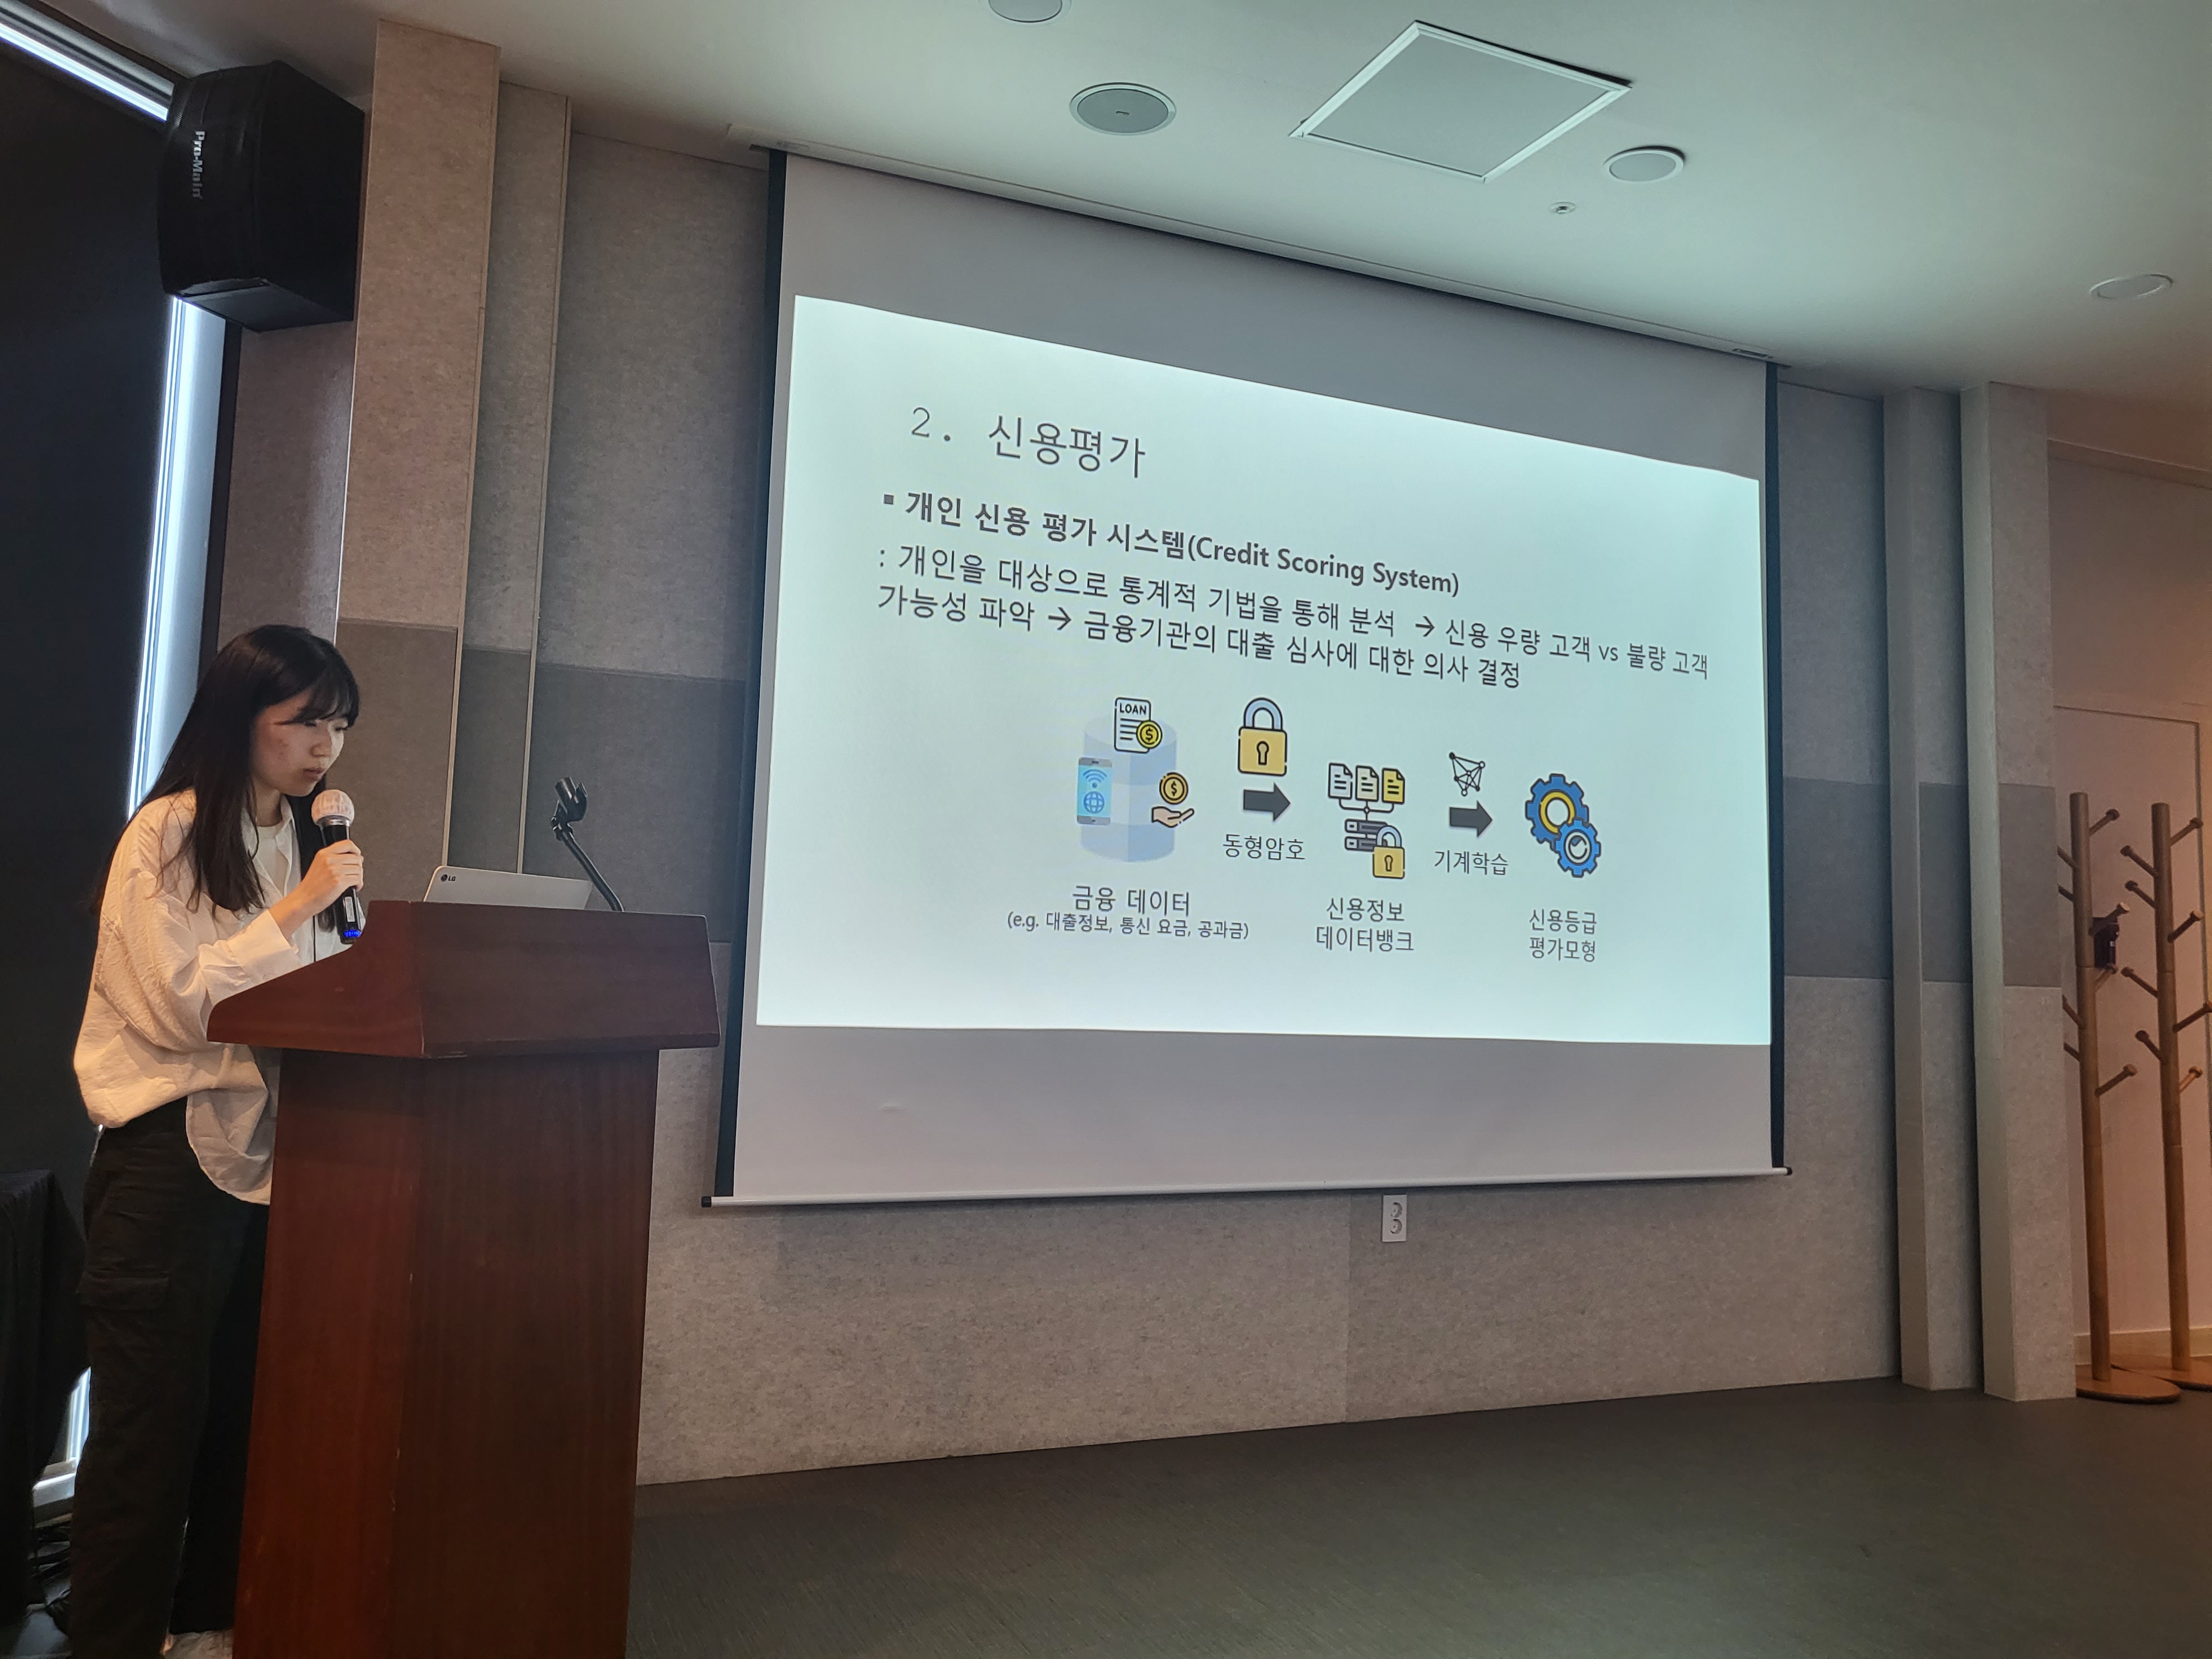 Pro-Main
2. 신용평가
▪ 개인 신용 평가 시스템(Credit Scoring System)
: 개인을 대상으로 통계적 기법을 통해 분석 → 신용 우량 고객 vs 불량 고객
가능성 파악 → 금융기관의 대출 심사에 대한 의사 결정
LOAN
동형암호
기계학습
금융 데이터
(e.g. 대출정보, 통신 요금, 공과금)
신용정보
데이터뱅크
신용등급
평가모형
LG